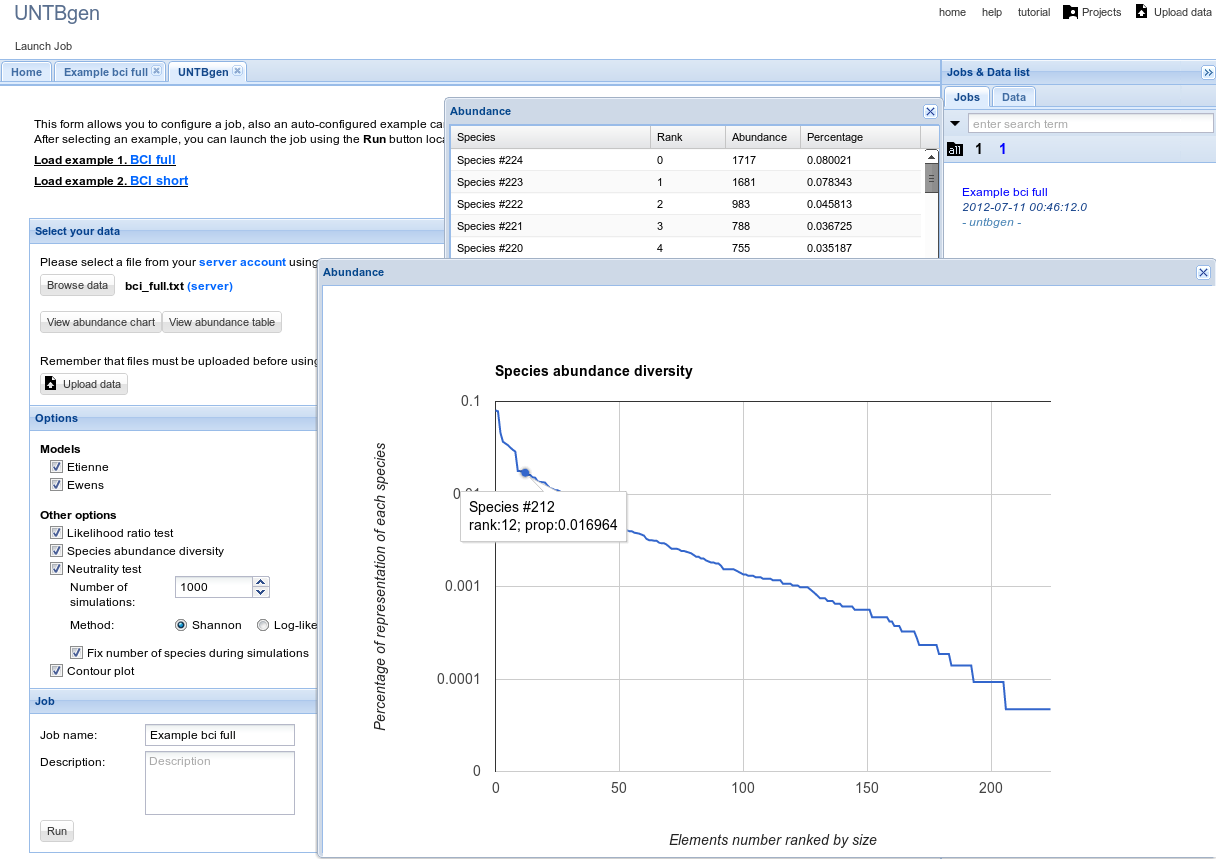 UNTBgen
home help tutorial Projects Upload data
Launch Job
Home Example bci full UNTBgen
This form allows you to configure a job, also an auto-configured example ca
After selecting an example, you can launch the job using the Run button loc
Load example 1. BCI full
Load example 2. BCI short
Select your data
Please select a file from your server account using
Browse data bci_full.txt (server)
View abundance chart View abundance table
Remember that files must be uploaded before using
Upload data
Options
Models
Etienne
Ewens
Other options
Likelihood ratio test
Species abundance diversity
Neutrality test
Number of
simulations:
1000
Method: Shannon Log-like
Fix number of species during simulations
Contour plot
Job
Job name: Example bci full
Description: Description
Run
Abundance
Species Rank Abundance Percentage
Species #224 0 1717 0.080021
Species #223 1 1681 0.078343
Species #222 2 983 0.045813
Species #221 3 788 0.036725
Species #220 4 755 0.035187
Jobs & Data list
Jobs Data
enter search term
all 1 1
Example bci full
2012-07-11 00:46:12.0
- untbgen -
Abundance
Species abundance diversity
Percentage of representation of each species
0.1
0.01
0.001
0.0001
0
Species #212
rank:12; prop:0.016964
0 50 100 150 200
Elements number ranked by size